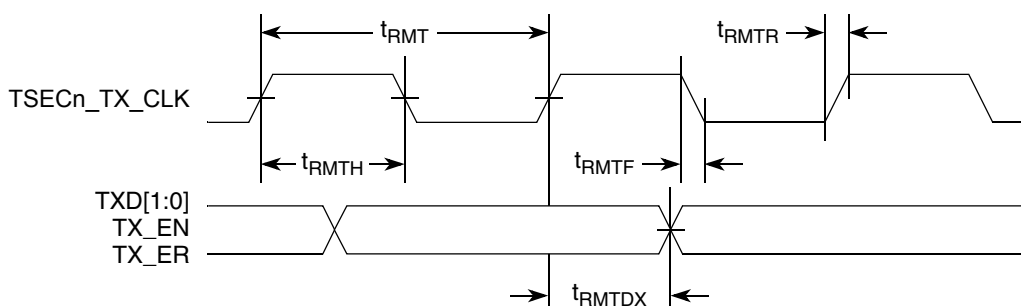 tRMT
tRMTR
TSECn_TX_CLK
tRMTH
tRMTF
TXD[1:0]
TX_EN
TX_ER
tRMTDX